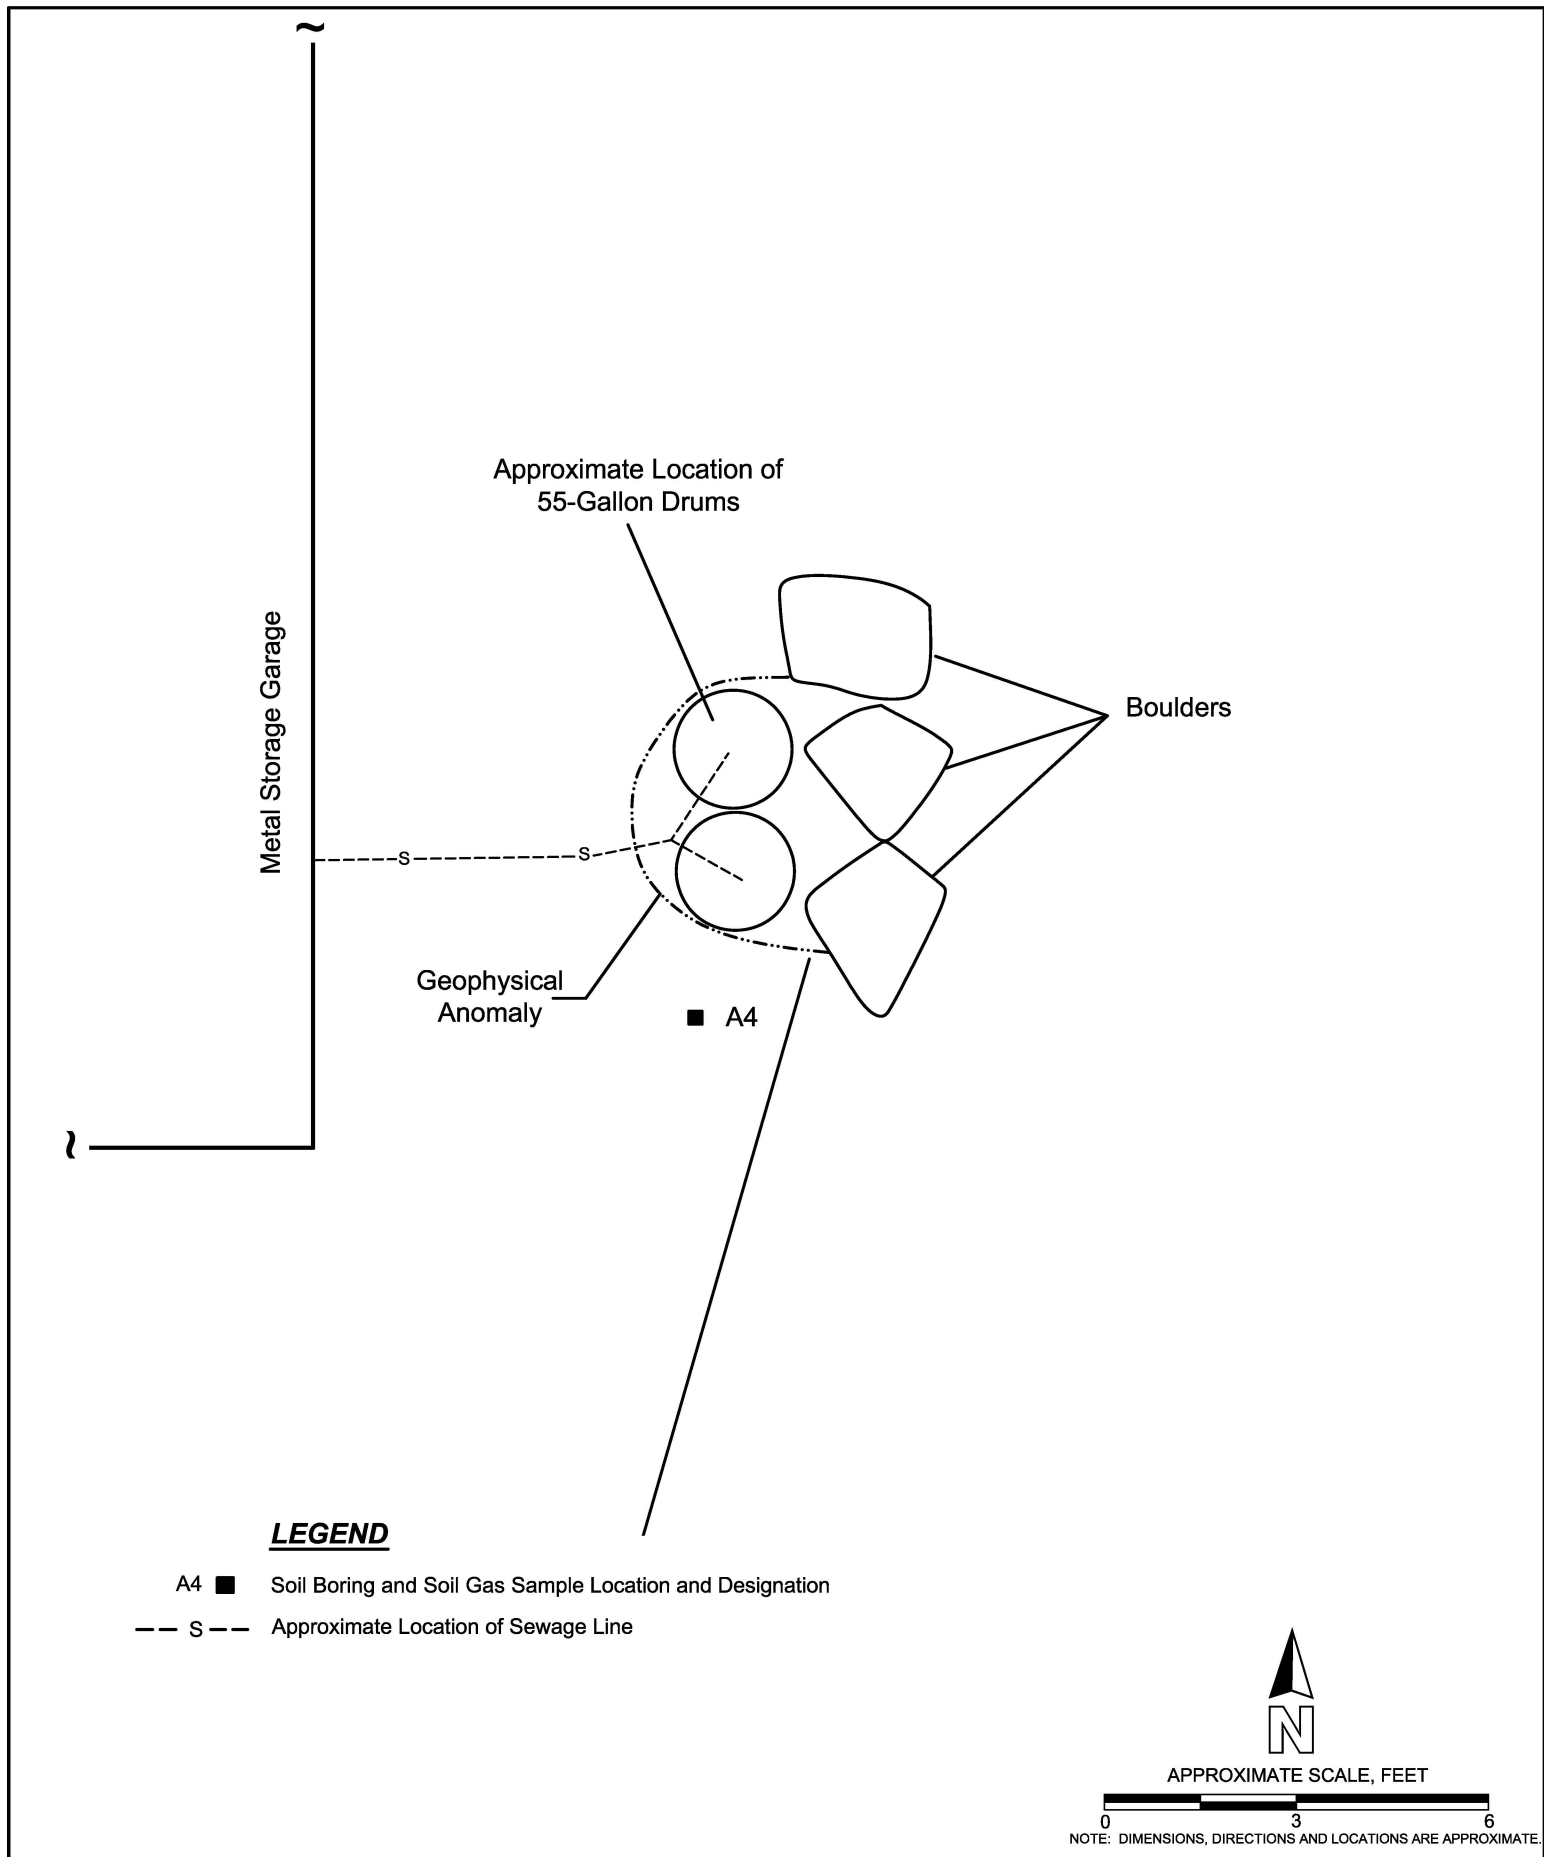 Approximate Location of
55-Gallon Drums
Metal Storage Garage
Boulders
S
S
Geophysical
Anomaly
A4
LEGEND
A4 Soil Boring and Soil Gas Sample Location and Designation
S Approximate Location of Sewage Line
N
APPROXIMATE SCALE, FEET
0 3 6
NOTE: DIMENSIONS, DIRECTIONS AND LOCATIONS ARE APPROXIMATE.